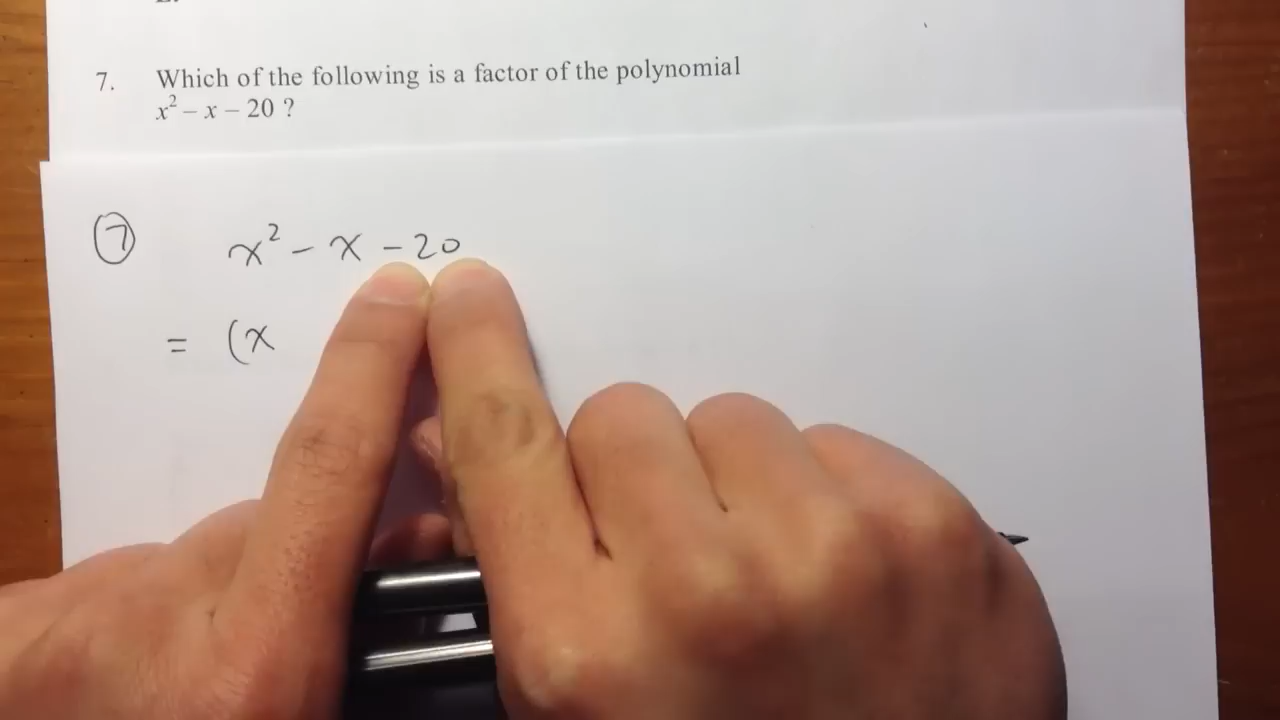 7. Which of the following is a factor of the polynomial
x² – x – 20 ?
⑦ x² – x – 20
= (x